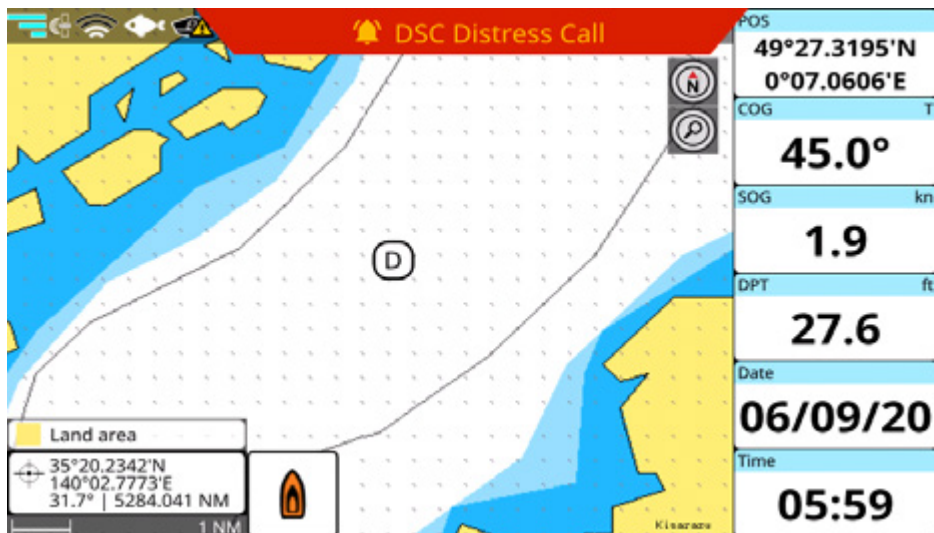 DSC Distress Call
N
D
Land area
35°20.2342'N
140°02.7773'E
31.7° | 5284.041 NM
1 NM
Kisarazu
POS
49°27.3195'N
0°07.0606'E
COG T
45.0°
SOG kn
1.9
DPT ft
27.6
Date
06/09/20
Time
05:59